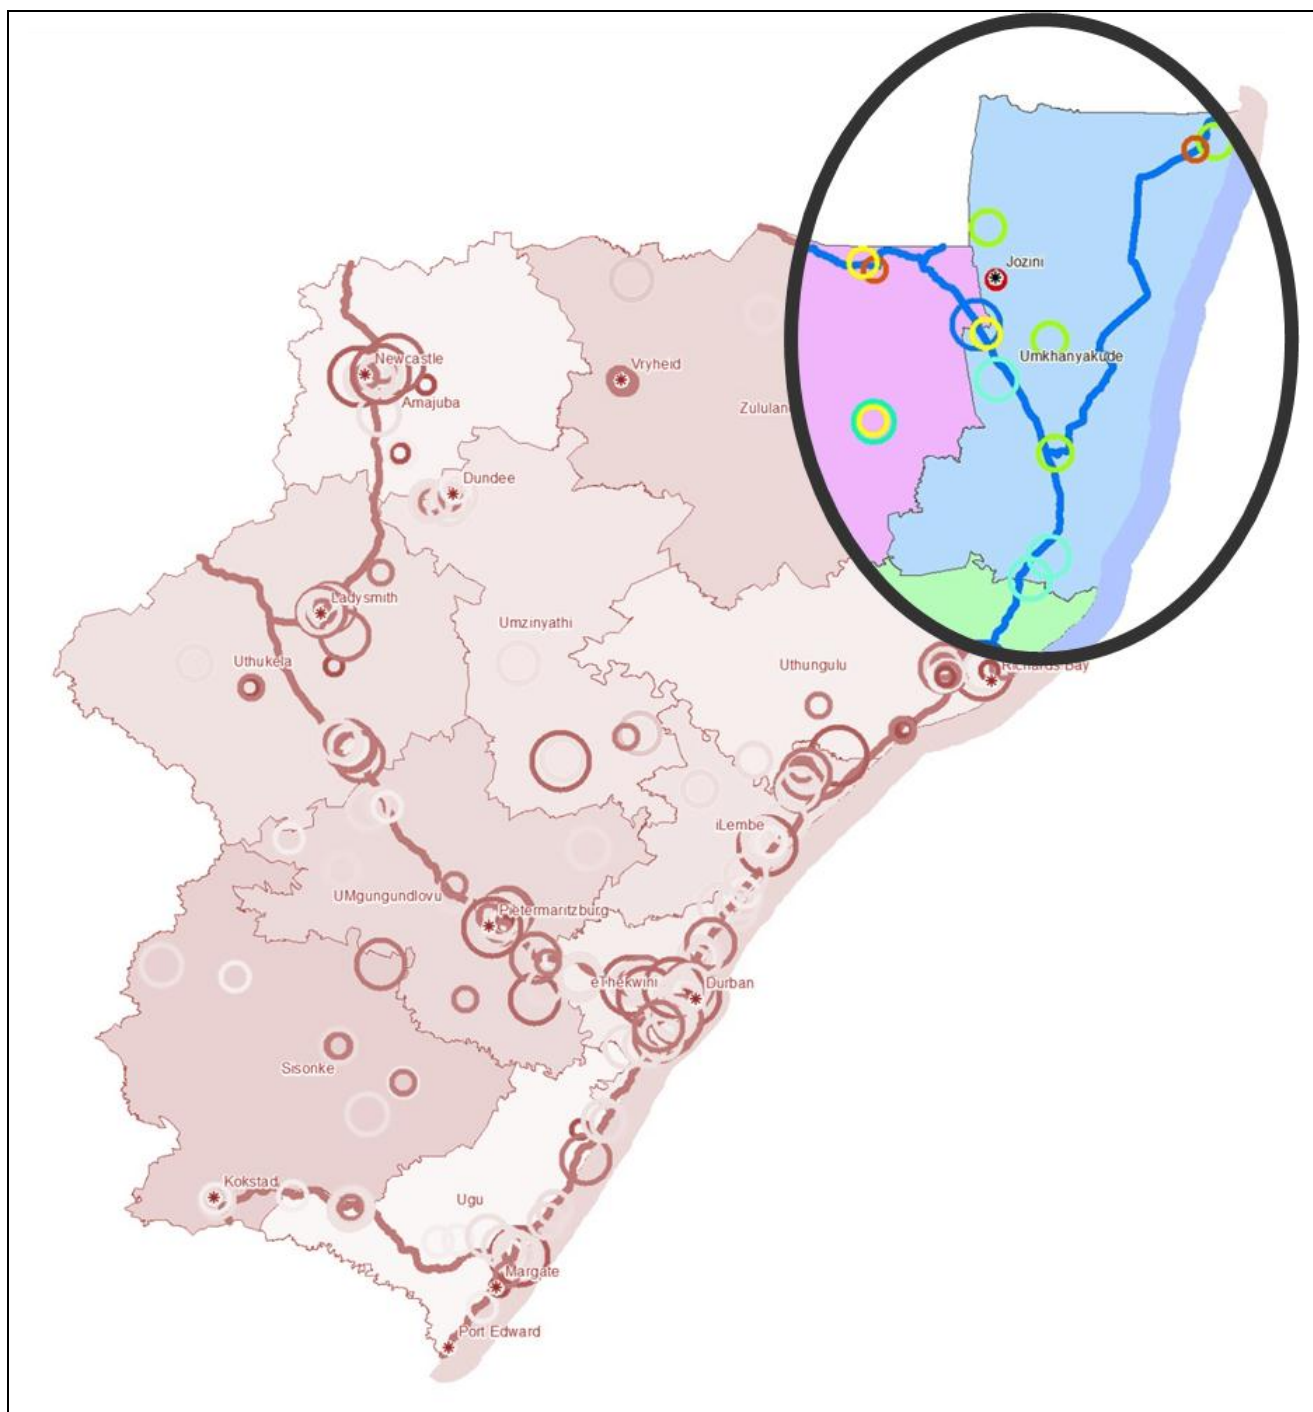 Jozini
Umkhanyakude
Newcastle
Amajuba
Vryheid
Zululan
Dundee
Ladysmith
Umzinyathi
Uthukela
Uthungulu
Richards Bay
iLembe
UMgungundlovu
Pietermaritzburg
eThekwini
Durban
Sisonke
Kokstad
Ugu
Margate
Port Edward